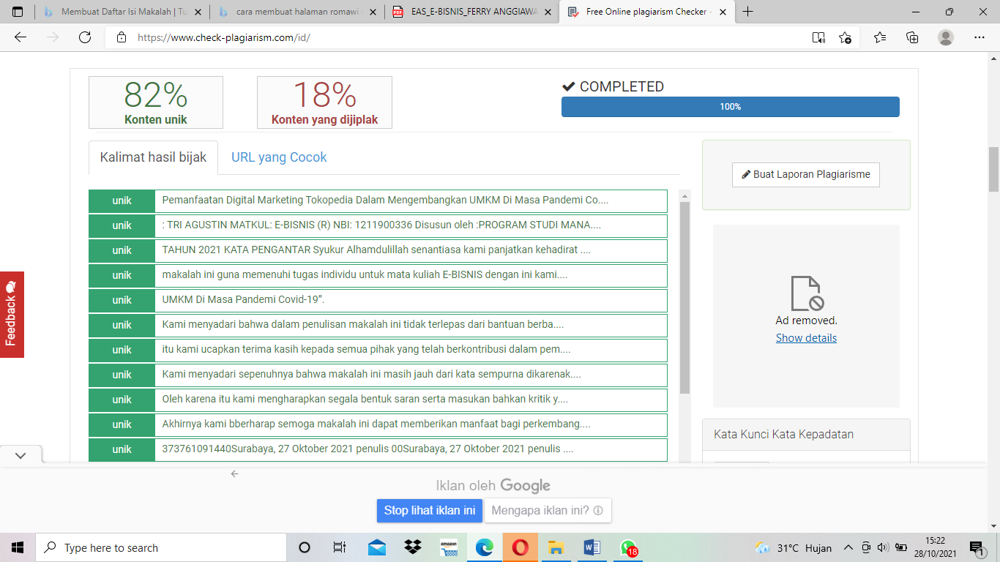 Membuat Daftar Isi Makalah | Tu
cara membuat halaman romawi
EAS_E-BISNIS_FERRY ANGGIAWA
Free Online plagiarism Checker -
https://www.check-plagiarism.com/id/
82%
Konten unik
18%
Konten yang dijiplak
COMPLETED
100%
Kalimat hasil bijak
URL yang Cocok
Buat Laporan Plagiarisme
unik Pemanfaatan Digital Marketing Tokopedia Dalam Mengembangkan UMKM Di Masa Pandemi Co....
unik : TRI AGUSTIN MATKUL: E-BISNIS (R) NBI: 1211900336 Disusun oleh :PROGRAM STUDI MANA....
unik TAHUN 2021 KATA PENGANTAR Syukur Alhamdulillah senantiasa kami panjatkan kehadirat ....
unik makalah ini guna memenuhi tugas individu untuk mata kuliah E-BISNIS dengan ini kami....
unik UMKM Di Masa Pandemi Covid-19”.
unik Kami menyadari bahwa dalam penulisan makalah ini tidak terlepas dari bantuan berba....
unik itu kami ucapkan terima kasih kepada semua pihak yang telah berkontribusi dalam pem....
unik Kami menyadari sepenuhnya bahwa makalah ini masih jauh dari kata sempurna dikarenak....
unik Oleh karena itu kami mengharapkan segala bentuk saran serta masukan bahkan kritik y....
unik Akhirnya kami bberharap semoga makalah ini dapat memberikan manfaat bagi perkembang....
unik 373761091440Surabaya, 27 Oktober 2021 penulis 00Surabaya, 27 Oktober 2021 penulis ....
Ad removed.
Show details
Kata Kunci Kata Kepadatan
Feedback
Iklan oleh Google
Stop lihat iklan ini
Mengapa iklan ini?
Type here to search
amazon
18
31°C Hujan
15:22
28/10/2021
1